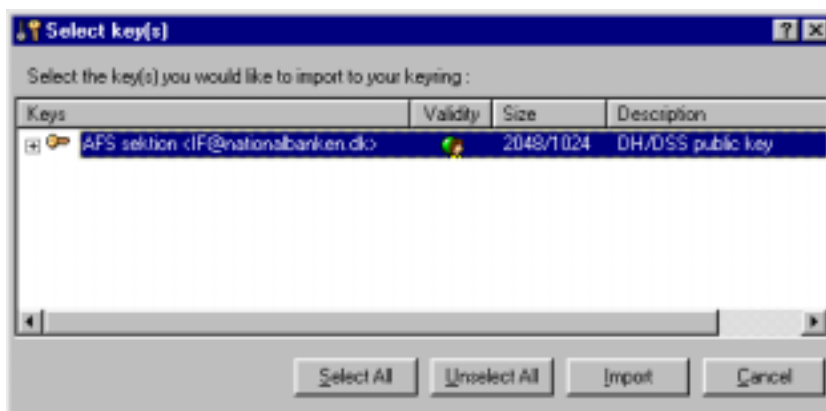 Select key(s)
Select the key(s) you would like to import to your keyring :
Keys Validity Size Description
AFS sektion <IF@nationalbanken.dk> 2048/1024 DH/DSS public key
Select All Unselect All Import Cancel